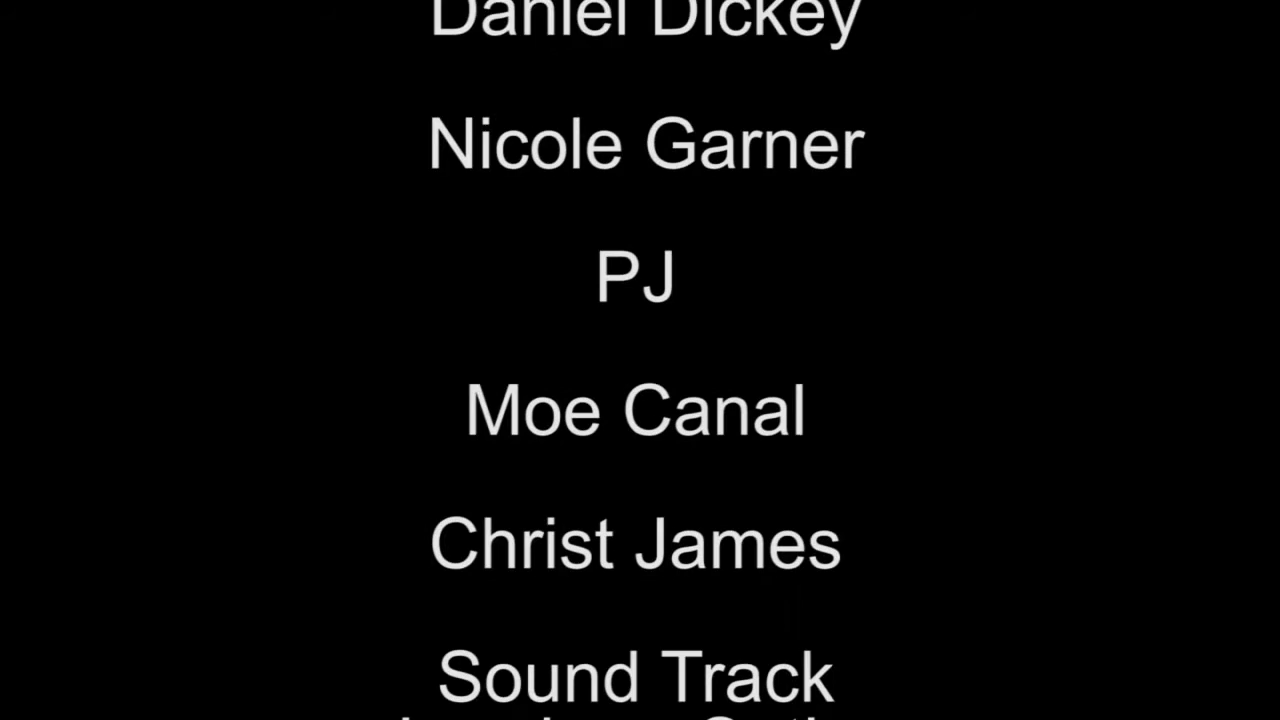 Daniel Dickey
Nicole Garner
PJ
Moe Canal
Christ James
Sound Track